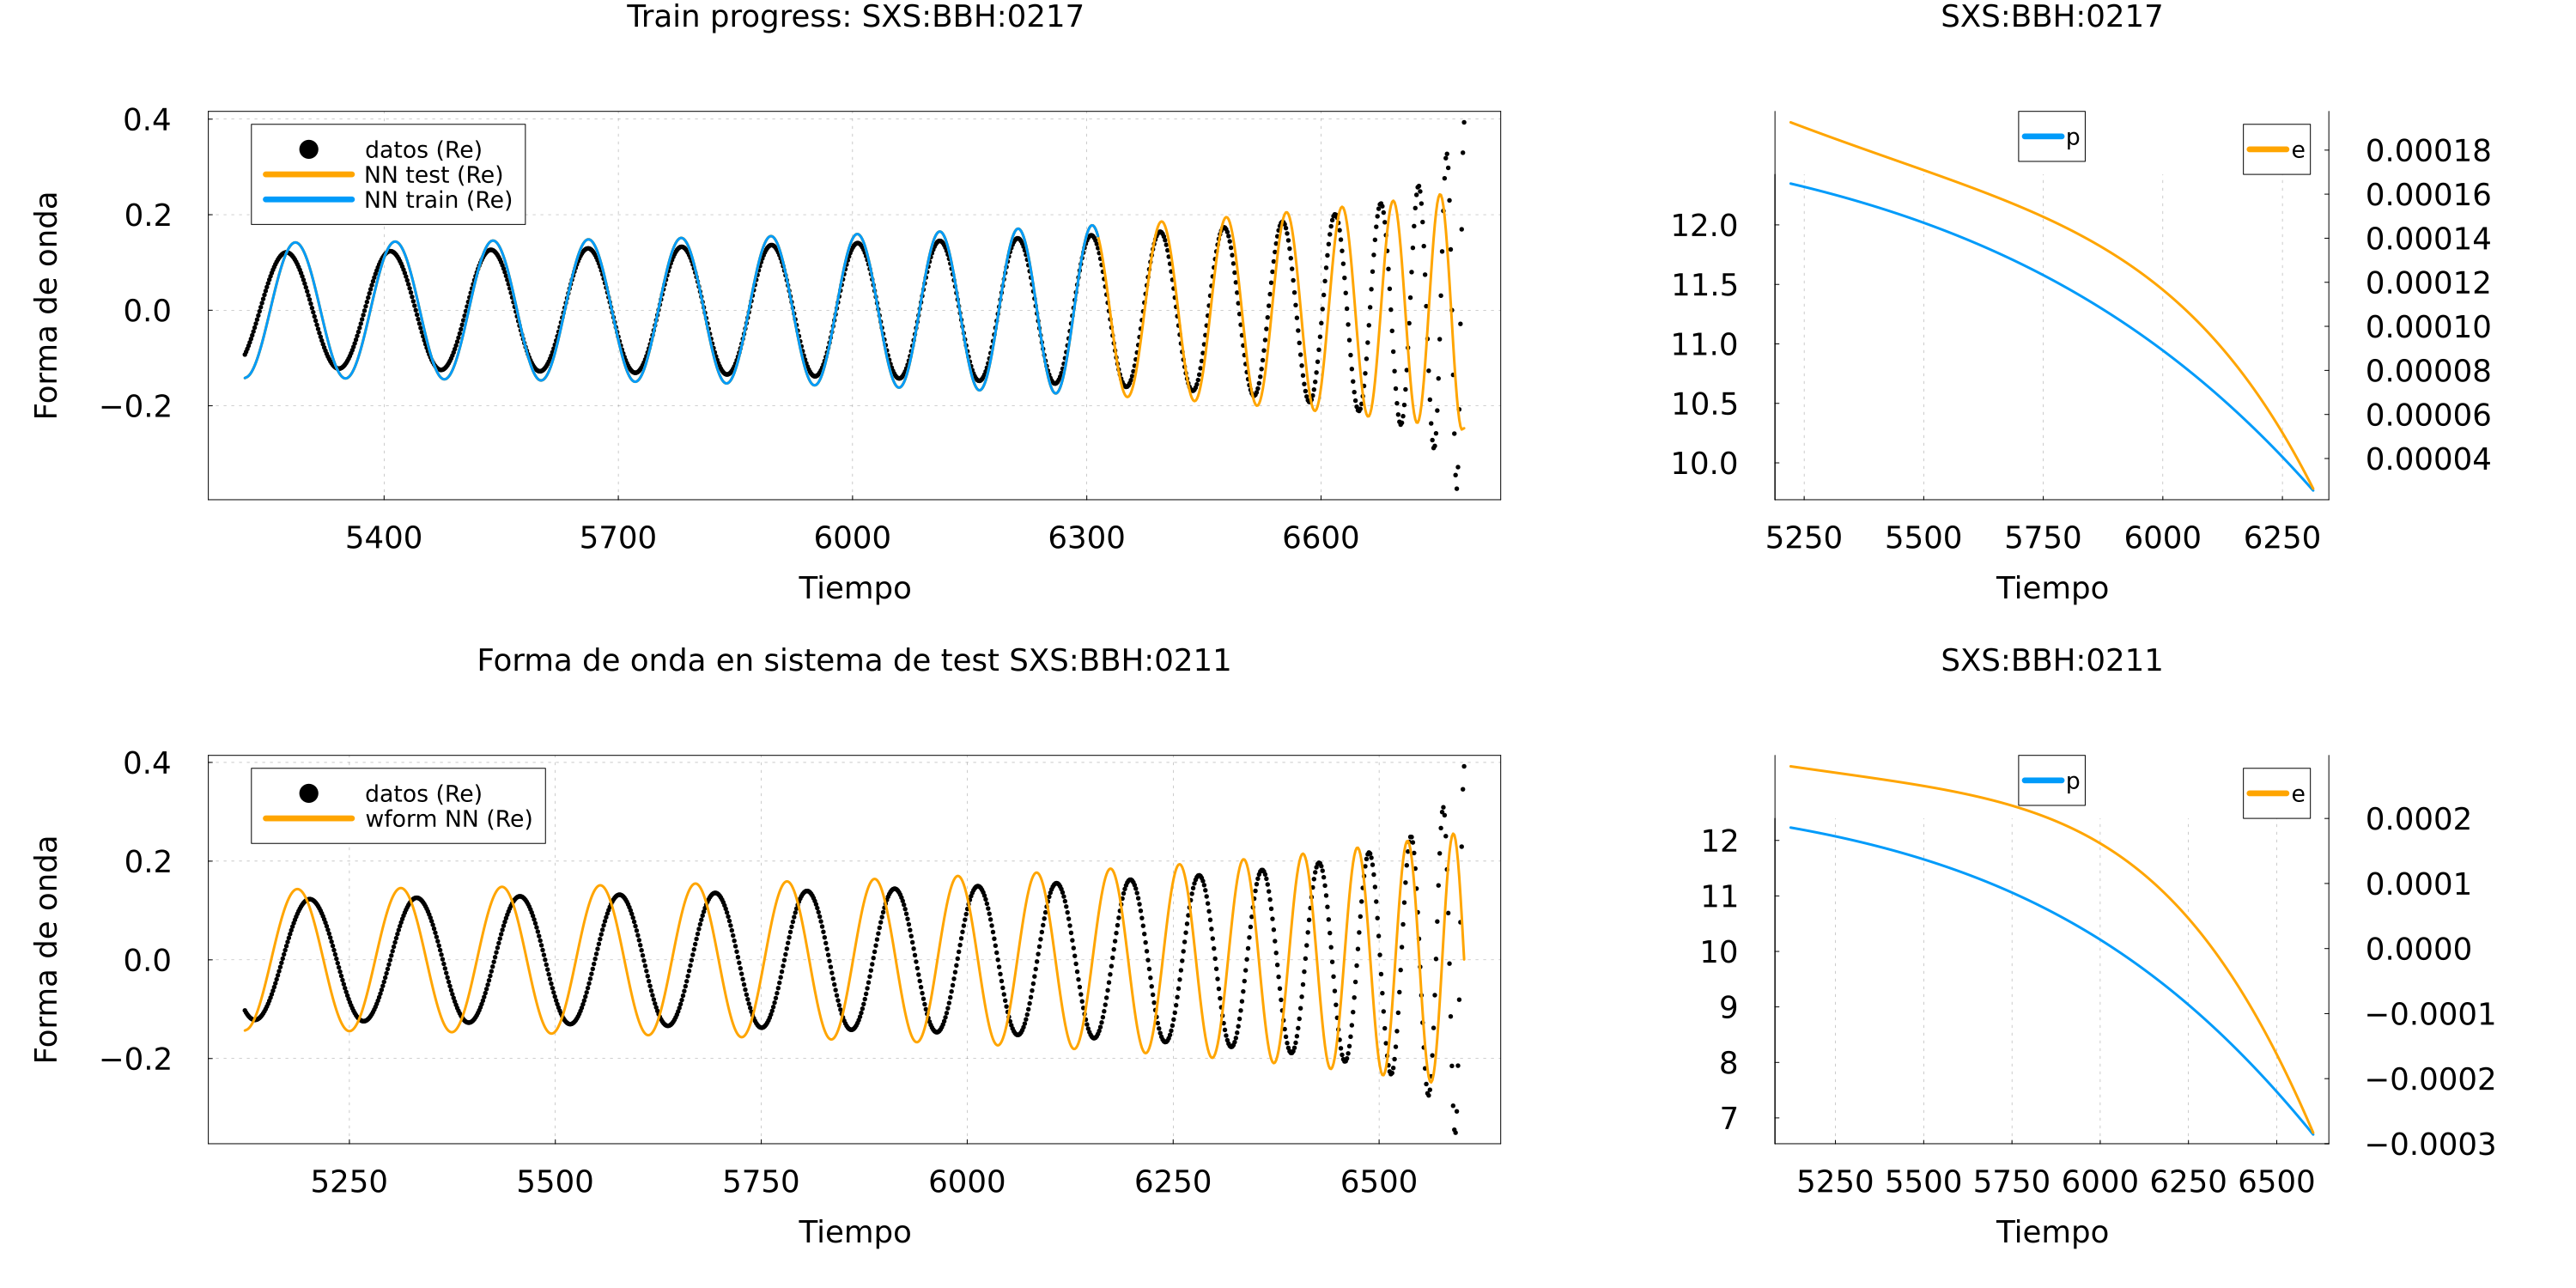 Train progress: SXS:BBH:0217
0.4
0.2
0.0
−0.2
Forma de onda
datos (Re)
NN test (Re)
NN train (Re)
5400 5700 6000 6300 6600
Tiempo
SXS:BBH:0217
12.0
11.5
11.0
10.5
10.0
p
e
0.00018
0.00016
0.00014
0.00012
0.00010
0.00008
0.00006
0.00004
5250 5500 5750 6000 6250
Tiempo
Forma de onda en sistema de test SXS:BBH:0211
0.4
0.2
0.0
−0.2
Forma de onda
datos (Re)
wform NN (Re)
5250 5500 5750 6000 6250 6500
Tiempo
SXS:BBH:0211
12
11
10
9
8
7
p
e
0.0002
0.0001
0.0000
−0.0001
−0.0002
−0.0003
5250 5500 5750 6000 6250 6500
Tiempo